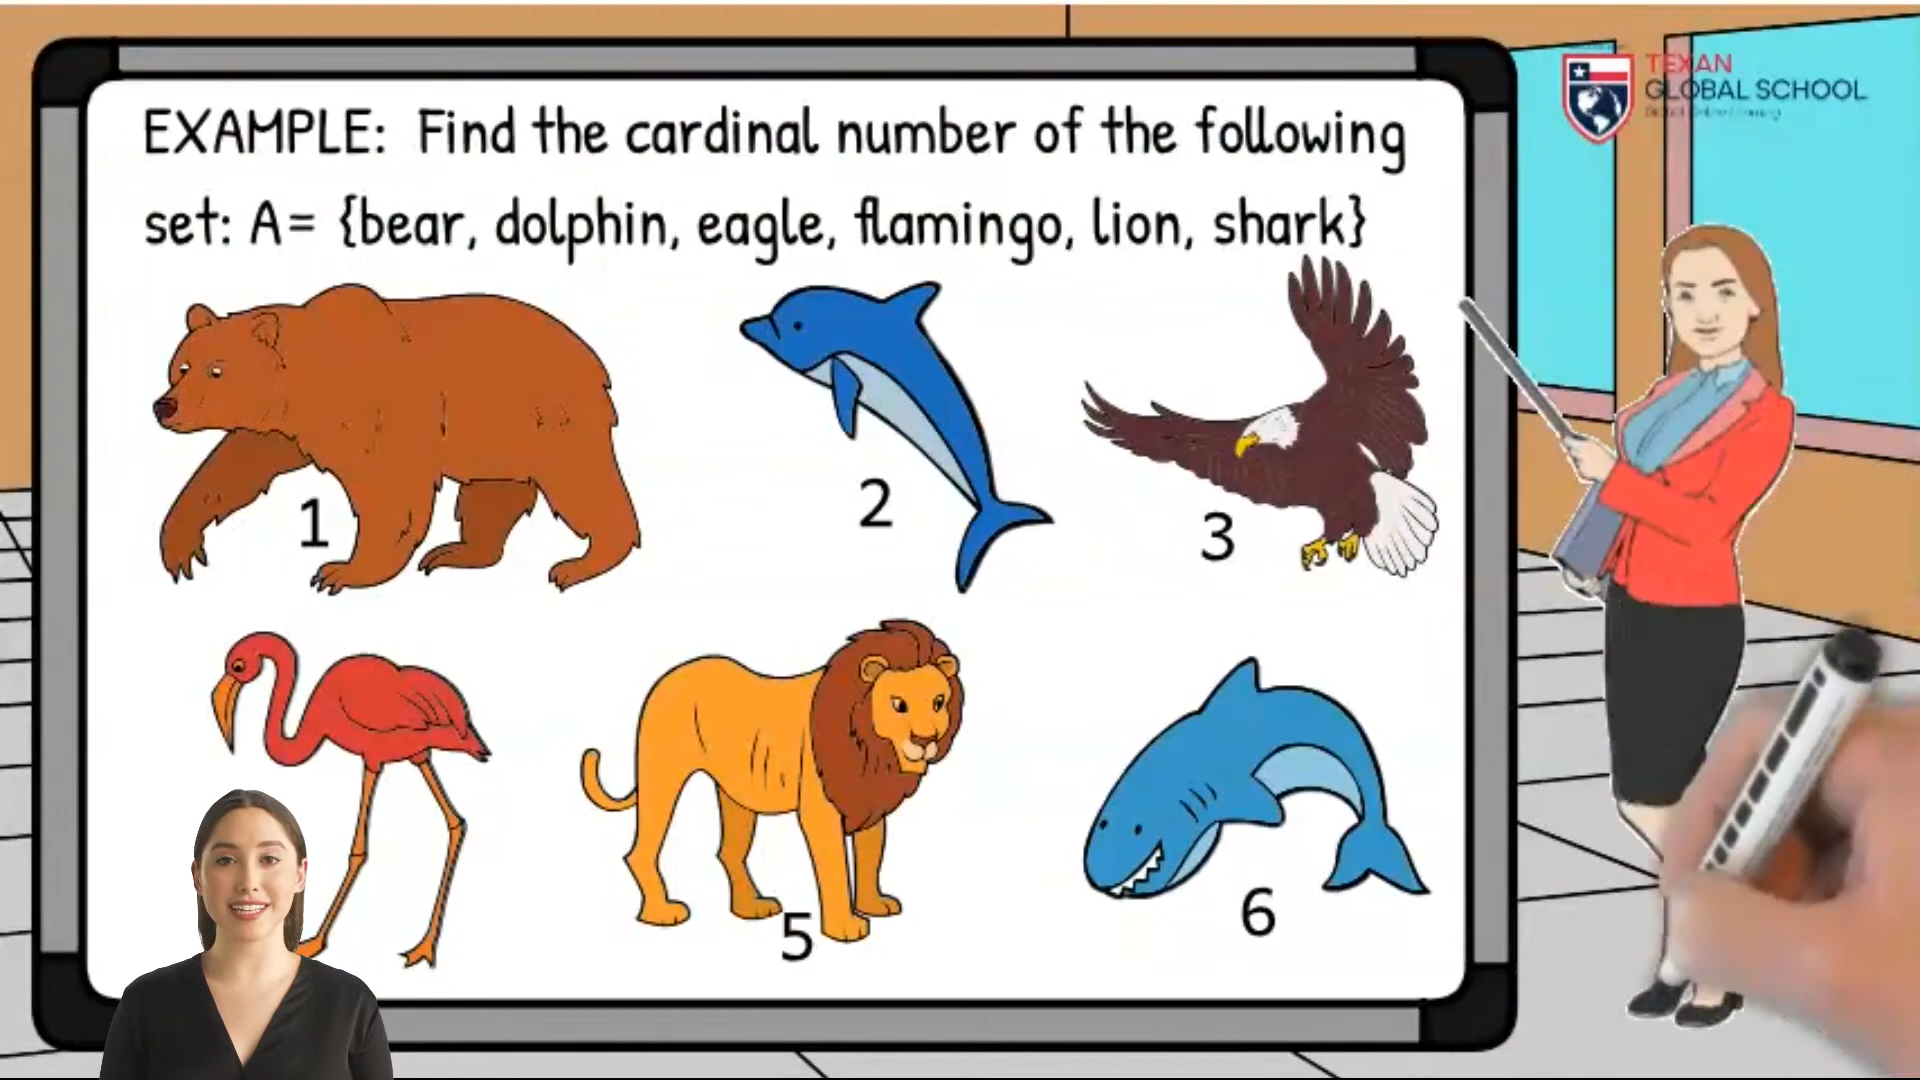 EXAMPLE: Find the cardinal number of the following
set: A= {bear, dolphin, eagle, flamingo, lion, shark}
1
2
3
5
6
TEXAN
GLOBAL SCHOOL